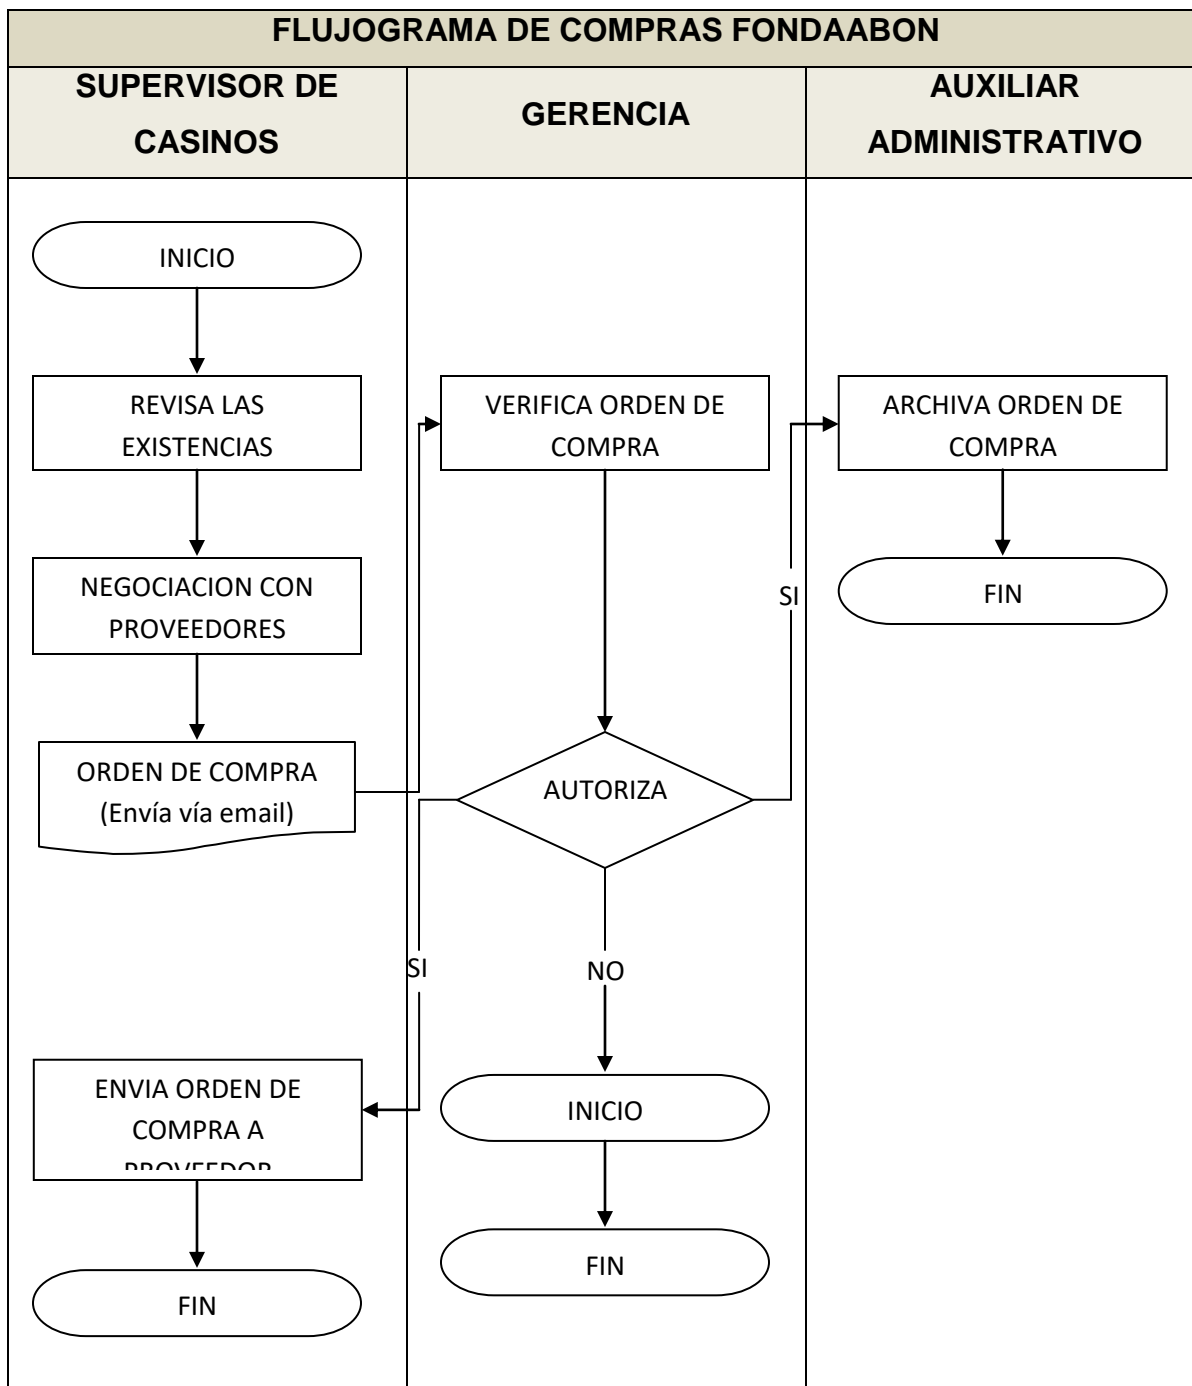 FLUJOGRAMA DE COMPRAS FONDAABON
SUPERVISOR DE
CASINOS
GERENCIA
AUXILIAR
ADMINISTRATIVO
INICIO
REVISA LAS
EXISTENCIAS
VERIFICA ORDEN DE
COMPRA
ARCHIVA ORDEN DE
COMPRA
NEGOCIACION CON
PROVEEDORES
SI
FIN
ORDEN DE COMPRA
(Envía vía email)
AUTORIZA
SI
NO
ENVIA ORDEN DE
COMPRA A
PROVEEDOR
INICIO
FIN
FIN